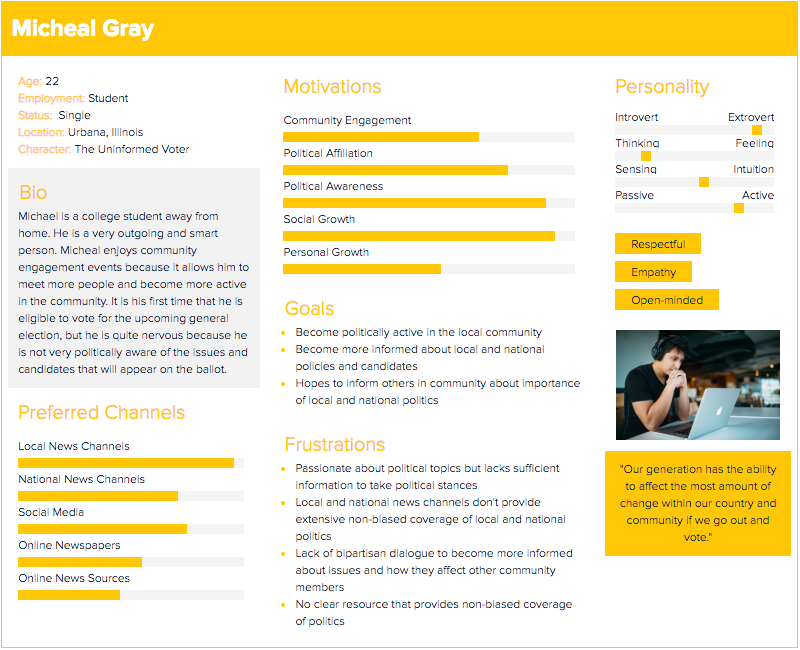 Micheal Gray
Age: 22
Employment: Student
Status: Single
Location: Urbana, Illinois
Character: The Uninformed Voter
Bio
Michael is a college student away from
home. He is a very outgoing and smart
person. Micheal enjoys community
engagement events because it allows him to
meet more people and become more active
in the community. It is his first time that he is
eligible to vote for the upcoming general
election, but he is quite nervous because he
is not very politically aware of the issues and
candidates that will appear on the ballot.
Preferred Channels
Local News Channels
National News Channels
Social Media
Online Newspapers
Online News Sources
Motivations
Community Engagement
Political Affiliation
Political Awareness
Social Growth
Personal Growth
Goals
Become politically active in the local community
Become more informed about local and national
policies and candidates
Hopes to inform others in community about importance
of local and national politics
Frustrations
Passionate about political topics but lacks sufficient
information to take political stances
Local and national news channels don't provide
extensive non-biased coverage of local and national
politics
Lack of bipartisan dialogue to become more informed
about issues and how they affect other community
members
No clear resource that provides non-biased coverage
of politics
Personality
Introvert Extrovert
Thinking Feeling
Sensing Intuition
Passive Active
Respectful
Empathy
Open-minded
"Our generation has the ability
to affect the most amount of
change within our country and
community if we go out and
vote."